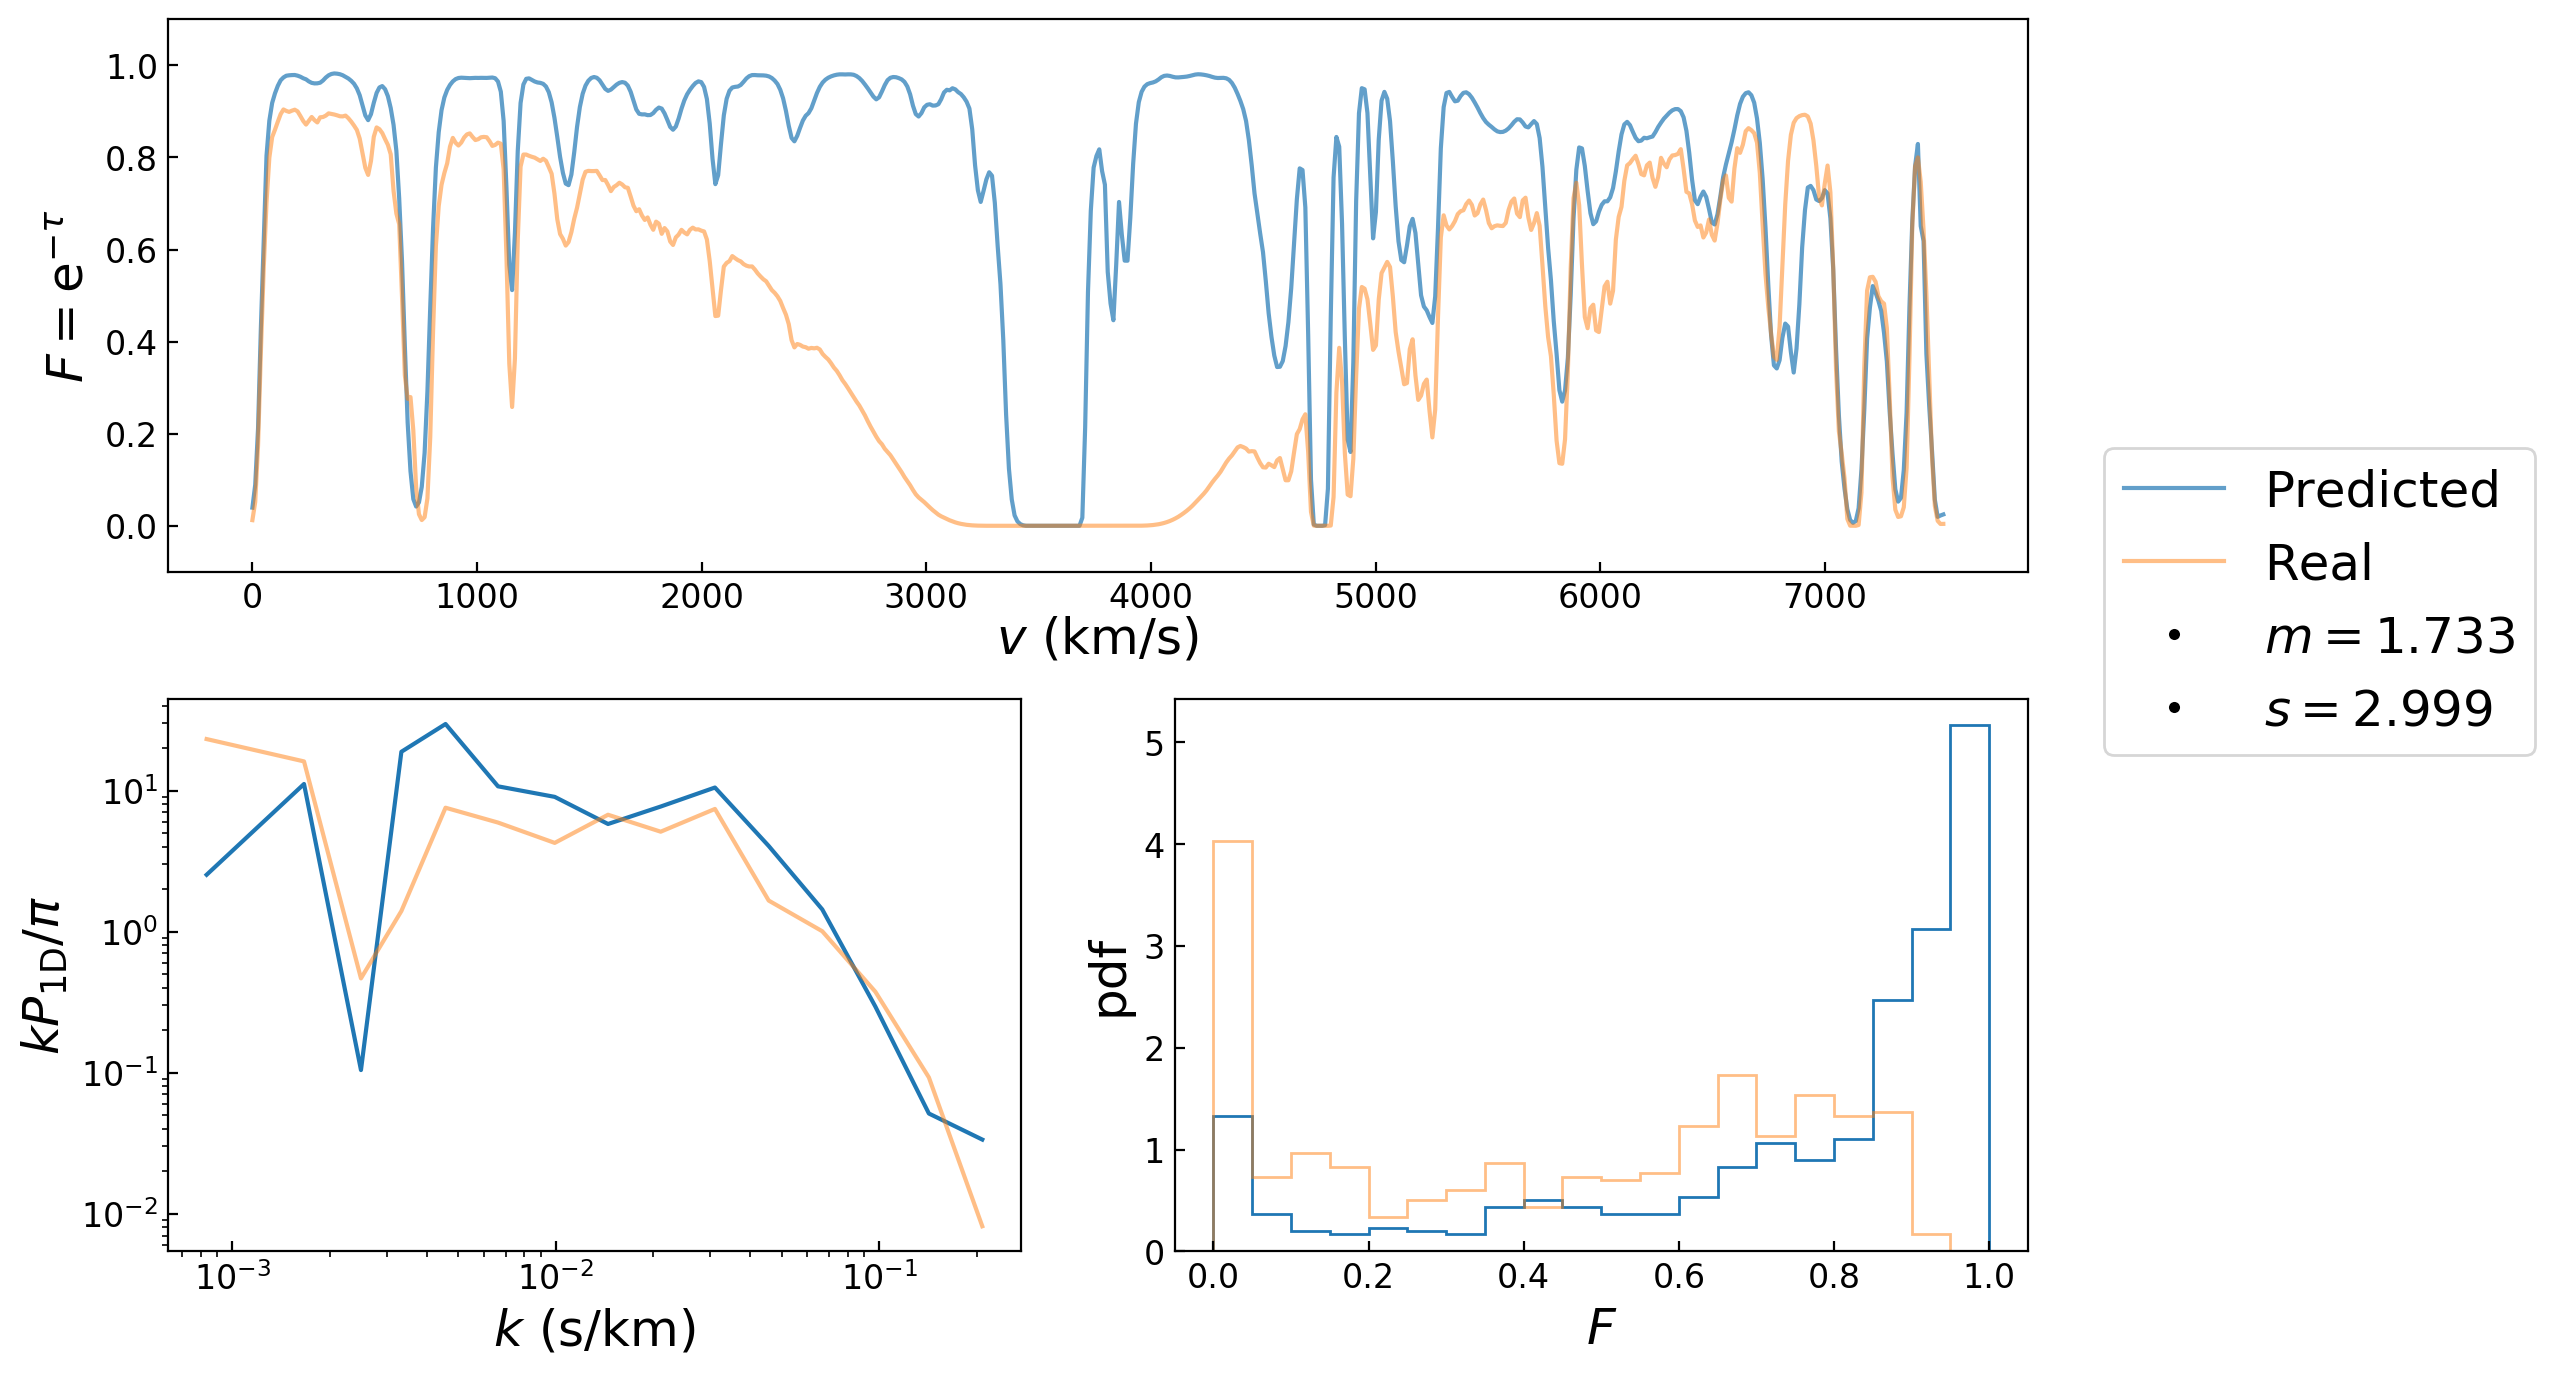 F = e^{-τ}
1.0
0.8
0.6
0.4
0.2
0.0
0 1000 2000 3000 4000 5000 6000 7000
v (km/s)
Predicted
Real
m = 1.733
s = 2.999
kP_{1D}/π
10^1
10^0
10^{-1}
10^{-2}
10^{-3} 10^{-2} 10^{-1}
k (s/km)
pdf
5
4
3
2
1
0
0.0 0.2 0.4 0.6 0.8 1.0
F